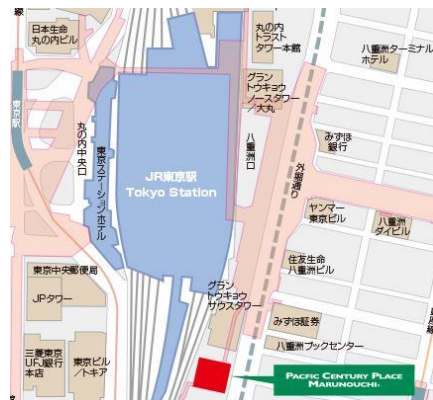 線
日本生命
丸の内ビル
東京駅
丸の内中央口
東京ステーションホテル
JR東京駅
Tokyo Station
丸の内
トラスト
タワー本館
八重洲ターミナル
ホテル
グラン
トウキョウ
ノースタワー
／大丸
八重洲口
外堀通り
みずほ
銀行
ヤンマー
東京ビル
八重洲
ダイビル
住友生命
八重洲ビル
東京中央郵便局
JPタワー
グラン
トウキョウ
サウスタワー
みずほ証券
八重洲ブックセンター
三菱東京
UFJ銀行
本店
東京ビル
／トキア
PACIFIC CENTURY PLACE
MARUNOUCHI